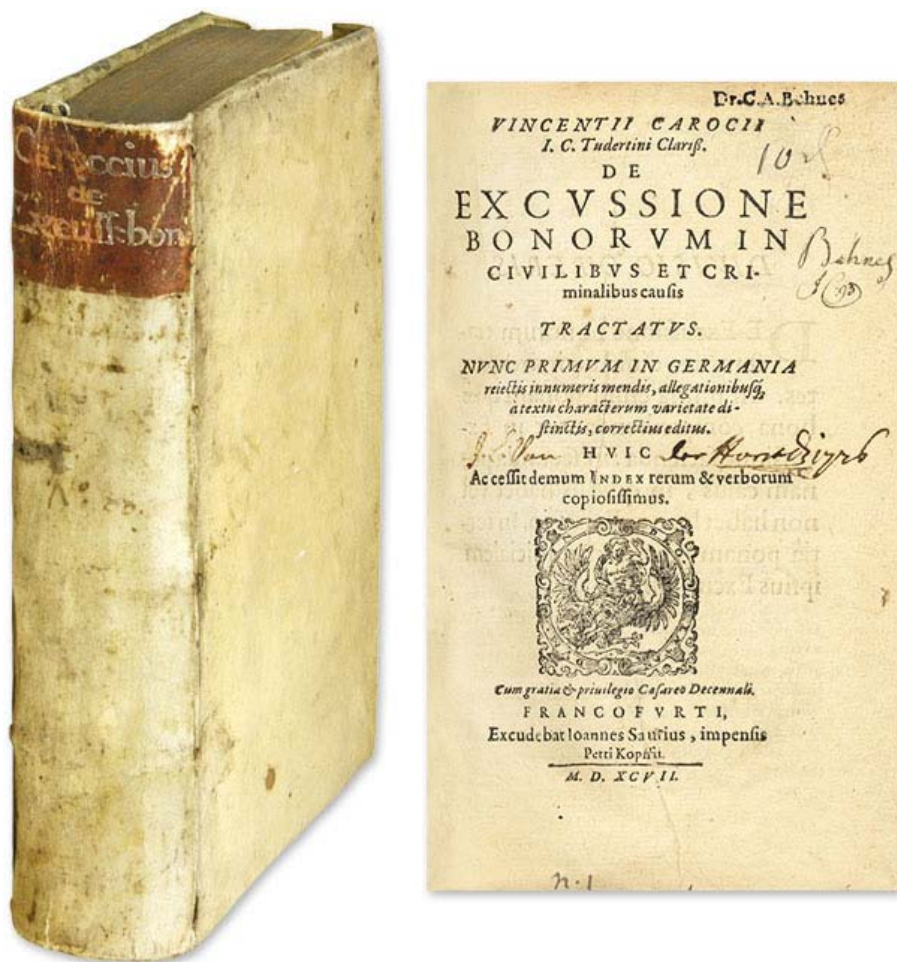 Caroccius
de
Excuss: bon
Dr. C. A. Behnes
VINCENTII CAROCII
I. C. Tudertini Clariß.
DE
EXCVSSIONE
BONORVM IN
CIVILIBVS ET CRI-
minalibus cauſis
TRACTATVS.
NVNC PRIMVM IN GERMANIA
reiectis innumeris mendis, allegationibuſq;
à textu characterum varietate di-
ſtinctis, correctius editus.
HVIC
Acceſſit demum INDEX rerum & verborum
copioſiſſimus.
Cum gratia & priuilegio Cæſareo Decennali.
FRANCOFVRTI,
Excudebat Ioannes Saurius, impenſis
Petri Kopffii.
M. D. XCVII.
Behnes
n. 1